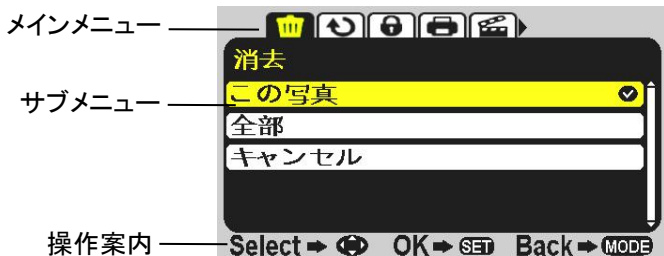 メインメニュー
消去
サブメニュー
この写真
全部
キャンセル
操作案内
Select OK SET Back MODE